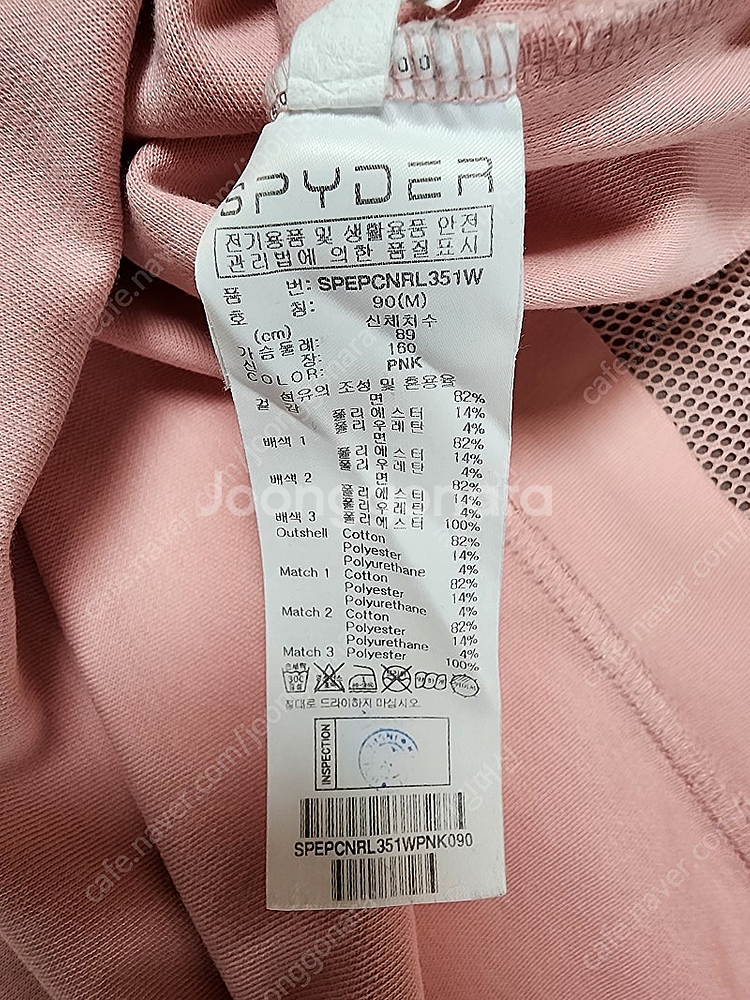 SPYDER
전기용품 및 생활용품 안전
관리법에 의한 품질표시
품 번: SPEPCNRL351W
호 칭: 90(M)
(cm) 신체치수
가슴둘레: 89
신 장: 160
COLOR: PNK
섬유의 조성 및 혼용율
겉 감 면 82%
폴리에스터 14%
폴리우레탄 4%
배색 1 면 82%
폴리에스터 14%
폴리우레탄 4%
배색 2 면 82%
폴리에스터 14%
폴리우레탄 4%
배색 3 폴리에스터 100%
Outshell Cotton 82%
Polyester 14%
Polyurethane 4%
Match 1 Cotton 82%
Polyester 14%
Polyurethane 4%
Match 2 Cotton 82%
Polyester 14%
Polyurethane 4%
Match 3 Polyester 100%
절대로 드라이하지 마십시오.
INSPECTION
SPEPCNRL351WPNK090
Joonggonara
cafe.naver.com/joonggonara